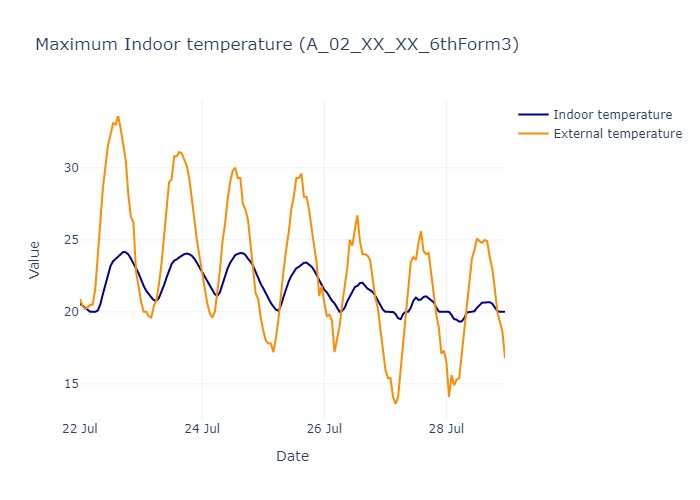 Maximum Indoor temperature (A_02_XX_XX_6thForm3)
Indoor temperature
External temperature
30
25
20
15
Value
22 Jul
24 Jul
26 Jul
28 Jul
Date